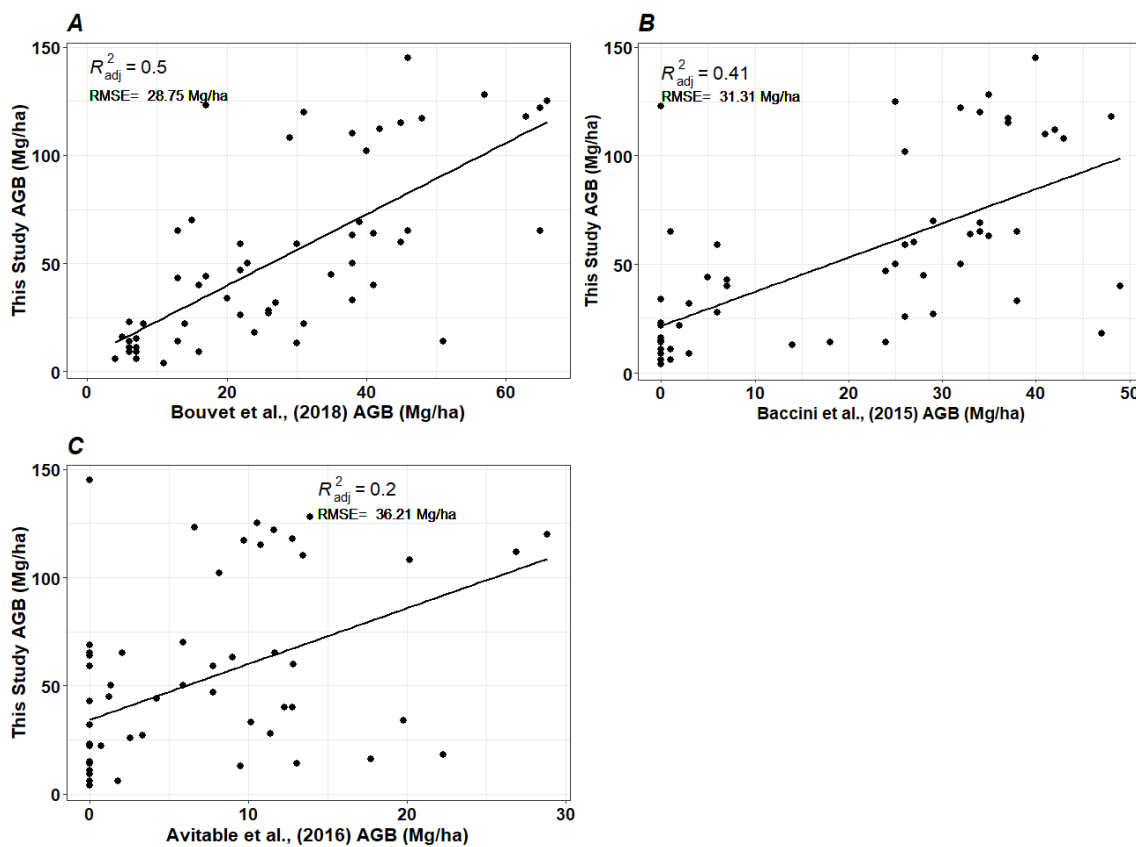 A
R²adj = 0.5
RMSE= 28.75 Mg/ha
This Study AGB (Mg/ha)
150
100
50
0
0 20 40 60
Bouvet et al., (2018) AGB (Mg/ha)
B
R²adj = 0.41
RMSE= 31.31 Mg/ha
This Study AGB (Mg/ha)
150
100
50
0
0 10 20 30 40 50
Baccini et al., (2015) AGB (Mg/ha)
C
R²adj = 0.2
RMSE= 36.21 Mg/ha
This Study AGB (Mg/ha)
150
100
50
0
0 10 20 30
Avitable et al., (2016) AGB (Mg/ha)